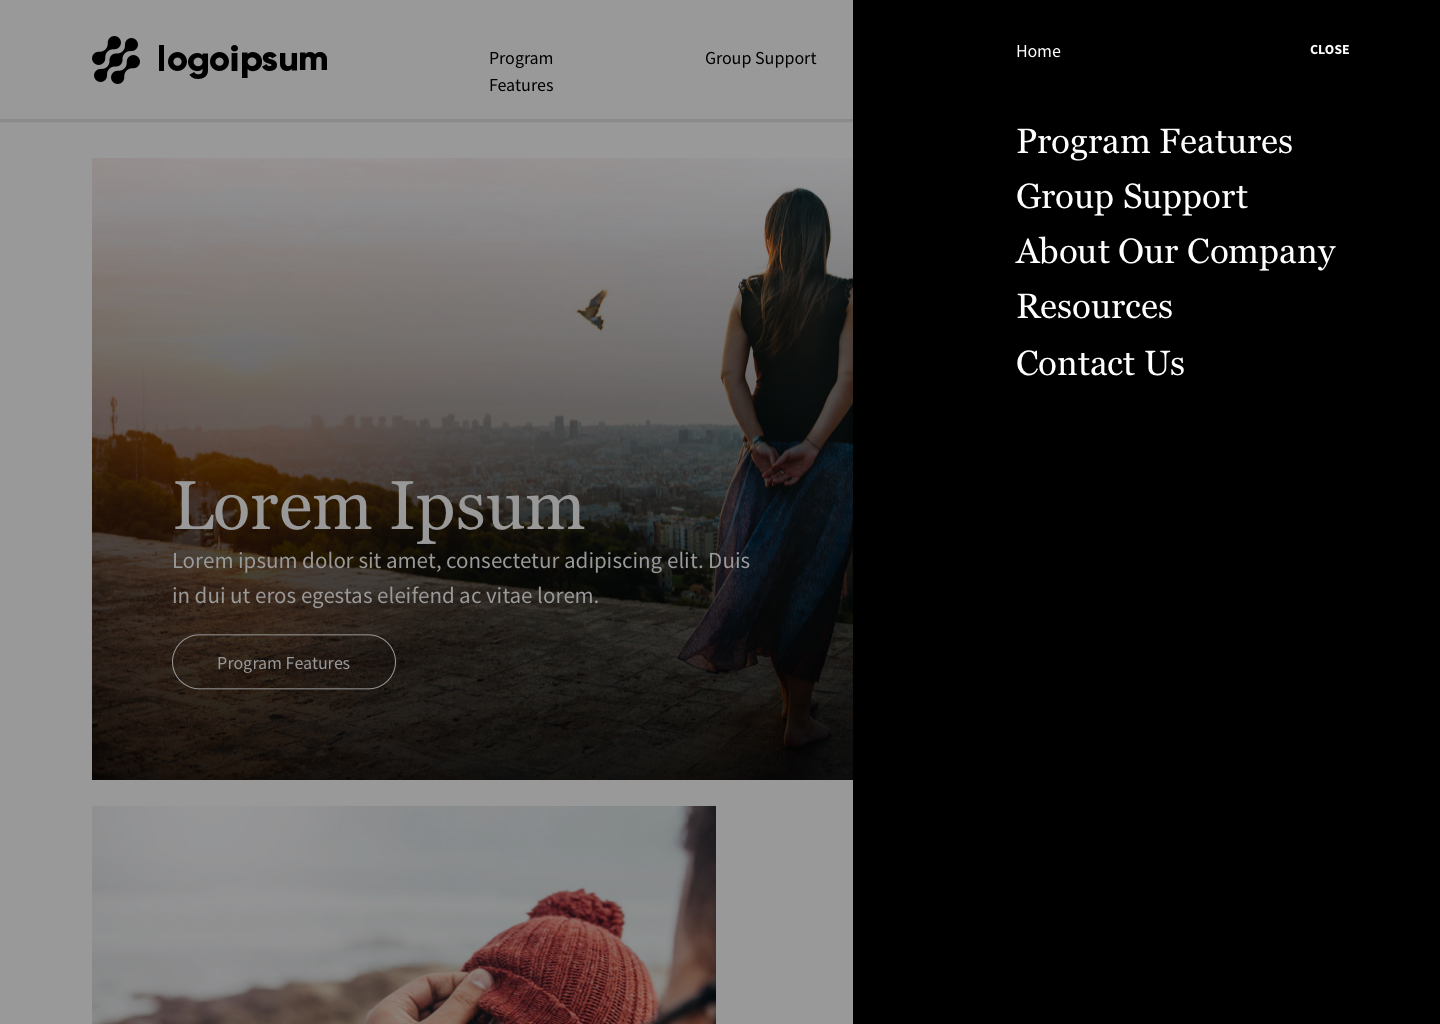 logoipsum
Program
Features
Group Support
Lorem Ipsum
Lorem ipsum dolor sit amet, consectetur adipiscing elit. Duis
in dui ut eros egestas eleifend ac vitae lorem.
Program Features
Home
CLOSE
Program Features
Group Support
About Our Company
Resources
Contact Us